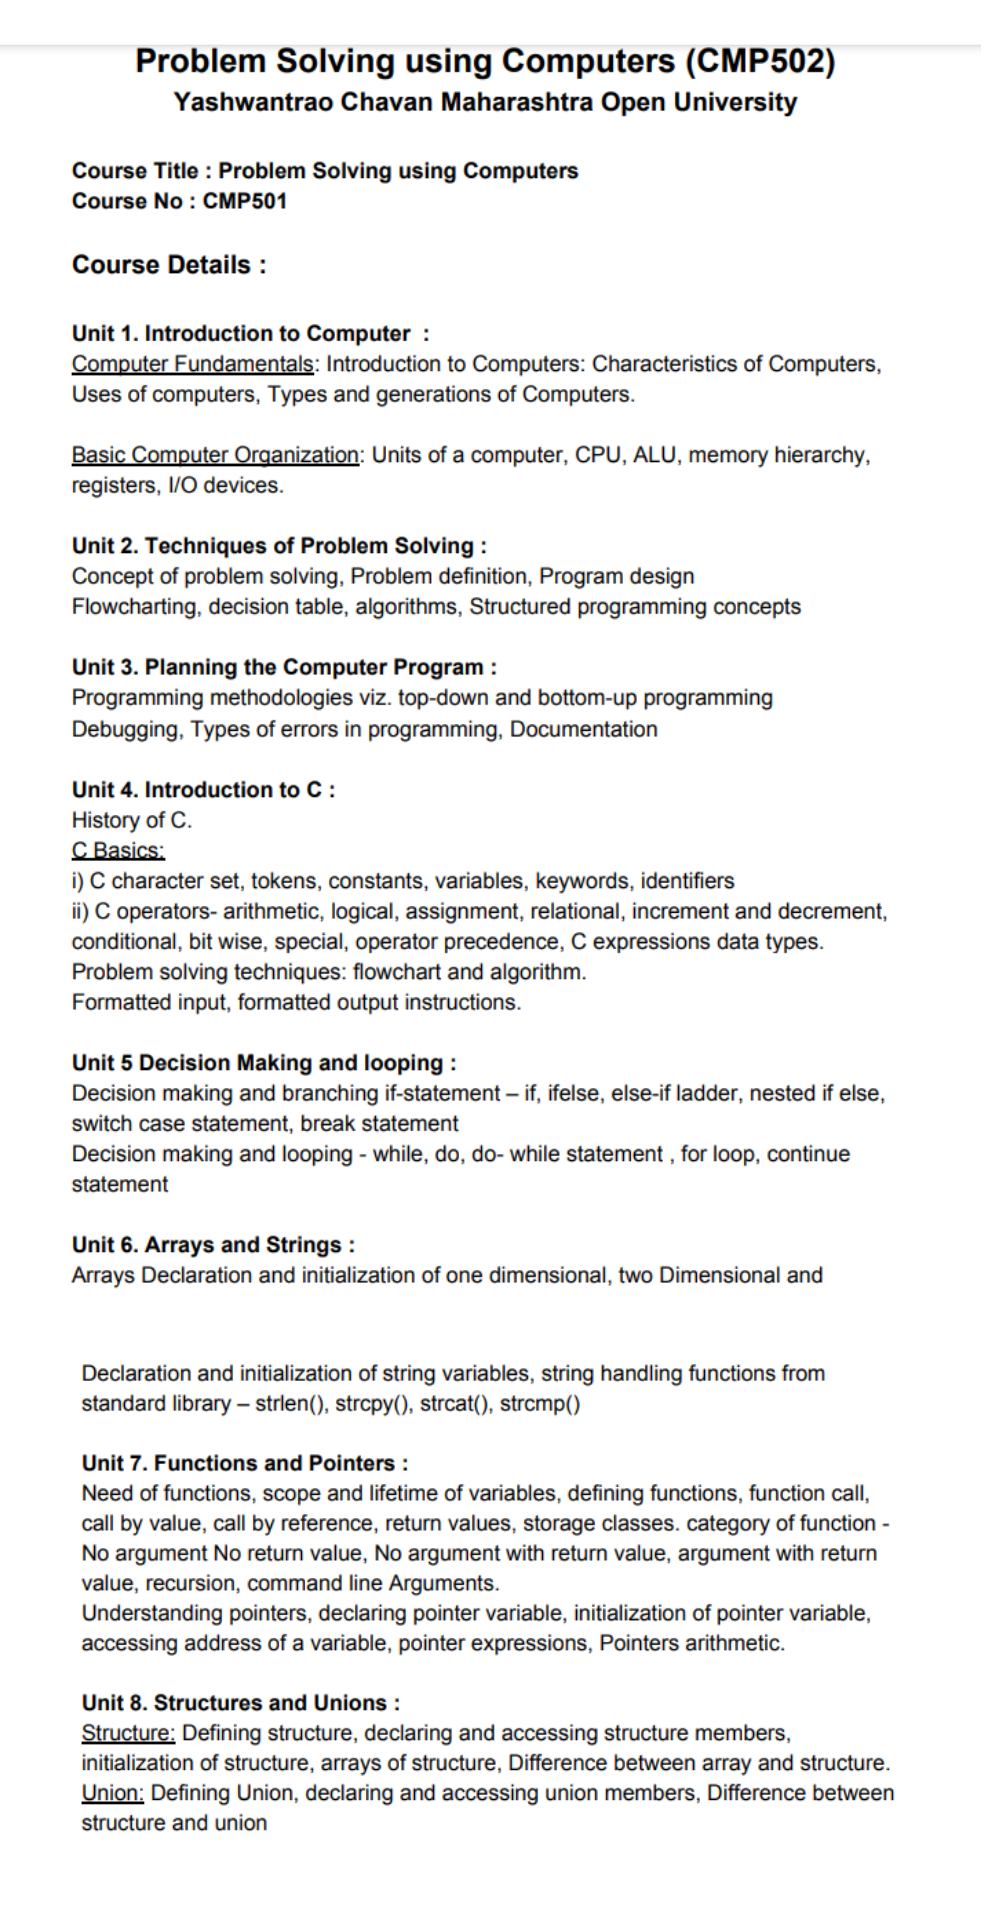 Problem Solving using Computers (CMP502)
Yashwantrao Chavan Maharashtra Open University
Course Title : Problem Solving using Computers
Course No : CMP501
Course Details :
Unit 1. Introduction to Computer  :
Computer Fundamentals: Introduction to Computers: Characteristics of Computers,
Uses of computers, Types and generations of Computers.
Basic Computer Organization: Units of a computer, CPU, ALU, memory hierarchy,
registers, I/O devices.
Unit 2. Techniques of Problem Solving :
Concept of problem solving, Problem definition, Program design
Flowcharting, decision table, algorithms, Structured programming concepts
Unit 3. Planning the Computer Program :
Programming methodologies viz. top-down and bottom-up programming
Debugging, Types of errors in programming, Documentation
Unit 4. Introduction to C :
History of C.
C Basics:
i) C character set, tokens, constants, variables, keywords, identifiers
ii) C operators- arithmetic, logical, assignment, relational, increment and decrement,
conditional, bit wise, special, operator precedence, C expressions data types.
Problem solving techniques: flowchart and algorithm.
Formatted input, formatted output instructions.
Unit 5 Decision Making and looping :
Decision making and branching if-statement – if, ifelse, else-if ladder, nested if else,
switch case statement, break statement
Decision making and looping - while, do, do- while statement , for loop, continue
statement
Unit 6. Arrays and Strings :
Arrays Declaration and initialization of one dimensional, two Dimensional and
Declaration and initialization of string variables, string handling functions from
standard library – strlen(), strcpy(), strcat(), strcmp()
Unit 7. Functions and Pointers :
Need of functions, scope and lifetime of variables, defining functions, function call,
call by value, call by reference, return values, storage classes. category of function -
No argument No return value, No argument with return value, argument with return
value, recursion, command line Arguments.
Understanding pointers, declaring pointer variable, initialization of pointer variable,
accessing address of a variable, pointer expressions, Pointers arithmetic.
Unit 8. Structures and Unions :
Structure: Defining structure, declaring and accessing structure members,
initialization of structure, arrays of structure, Difference between array and structure.
Union: Defining Union, declaring and accessing union members, Difference between
structure and union